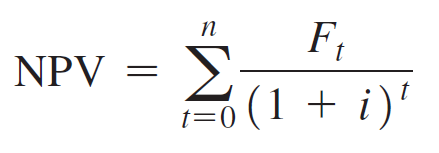 NPV = \sum_{t=0}^{n} \frac{F_t}{(1 + i)^t}